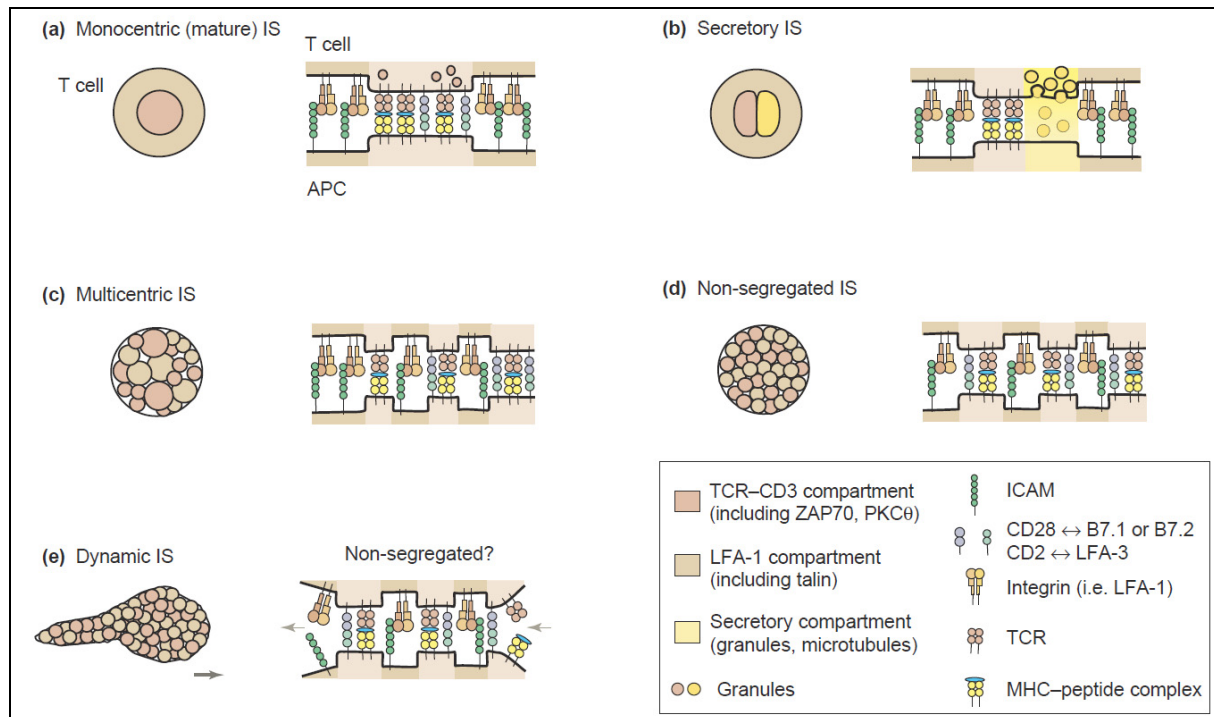 (a) Monocentric (mature) IS
T cell
T cell
APC
(b) Secretory IS
(c) Multicentric IS
(d) Non-segregated IS
(e) Dynamic IS
Non-segregated?
TCR–CD3 compartment
(including ZAP70, PKCθ)
LFA-1 compartment
(including talin)
Secretory compartment
(granules, microtubules)
Granules
ICAM
CD28 ↔ B7.1 or B7.2
CD2 ↔ LFA-3
Integrin (i.e. LFA-1)
TCR
MHC–peptide complex